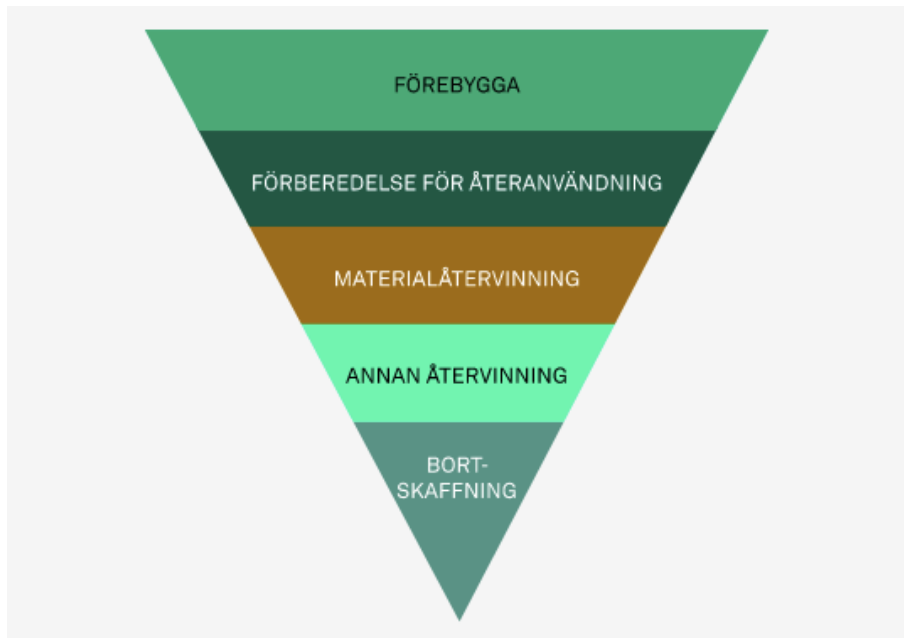 FÖREBYGGA
FÖRBEREDELSE FÖR ÅTERANVÄNDNING
MATERIALÅTERVINNING
ANNAN ÅTERVINNING
BORT-
SKAFFNING